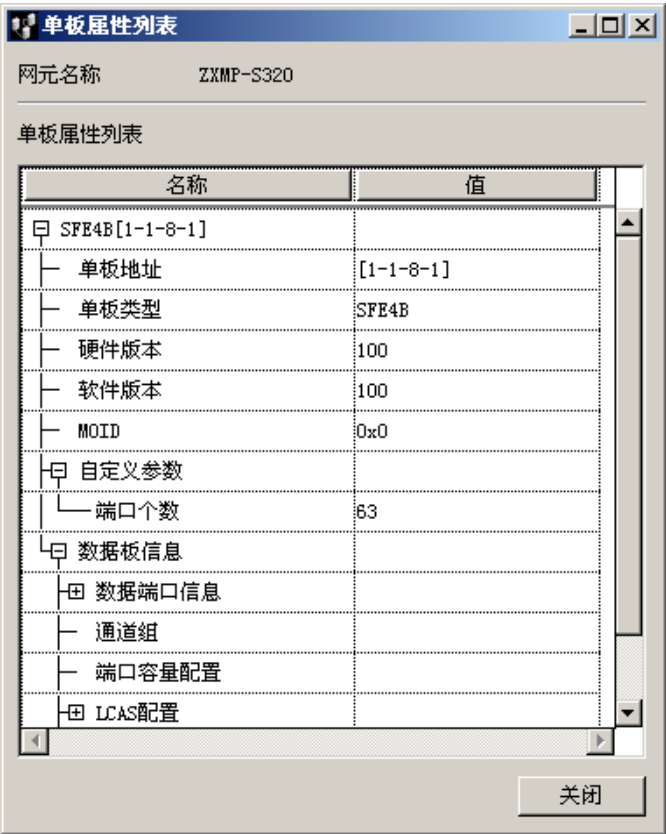 单板属性列表
网元名称 ZXMP-S320
单板属性列表
名称 值
SFE4B[1-1-8-1]
单板地址 [1-1-8-1]
单板类型 SFE4B
硬件版本 100
软件版本 100
MOID 0x0
自定义参数
端口个数 63
数据板信息
数据端口信息
通道组
端口容量配置
LCAS配置
关闭